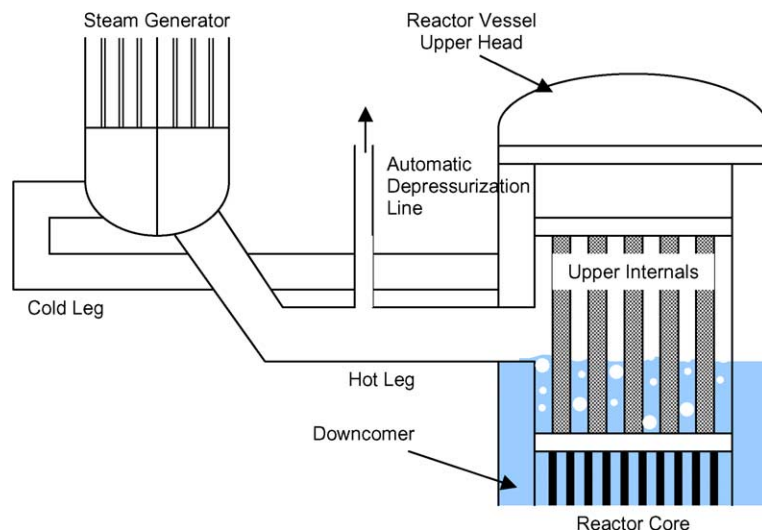 Steam Generator
Reactor Vessel
Upper Head
Automatic
Depressurization
Line
Upper Internals
Cold Leg
Hot Leg
Downcomer
Reactor Core